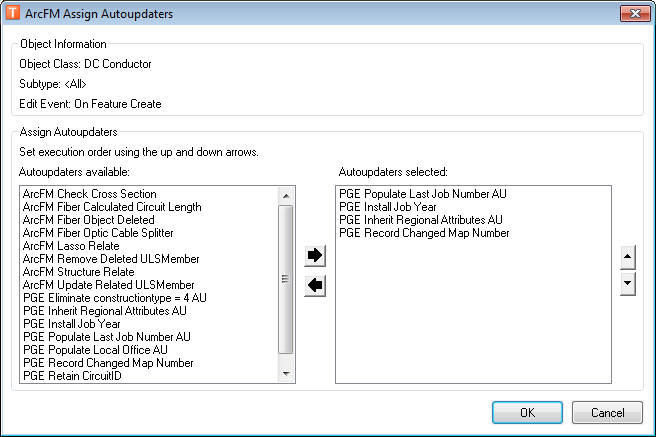 T ArcFM Assign Autoupdaters
Object Information
Object Class: DC Conductor
Subtype: <All>
Edit Event: On Feature Create
Assign Autoupdaters
Set execution order using the up and down arrows.
Autoupdaters available:
ArcFM Check Cross Section
ArcFM Fiber Calculated Circuit Length
ArcFM Fiber Object Deleted
ArcFM Fiber Optic Cable Splitter
ArcFM Lasso Relate
ArcFM Remove Deleted ULSMember
ArcFM Structure Relate
ArcFM Update Related ULSMember
PGE Eliminate constructiontype = 4 AU
PGE Inherit Regional Attributes AU
PGE Install Job Year
PGE Populate Last Job Number AU
PGE Populate Local Office AU
PGE Record Changed Map Number
PGE Retain CircuitID
Autoupdaters selected:
PGE Populate Last Job Number AU
PGE Install Job Year
PGE Inherit Regional Attributes AU
PGE Record Changed Map Number
OK
Cancel